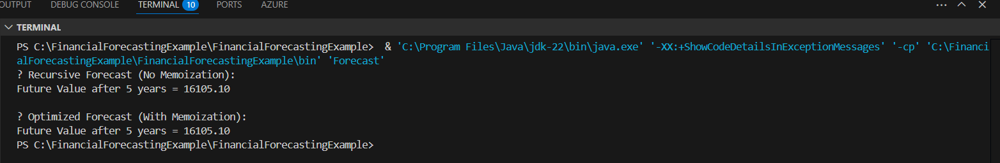 OUTPUT DEBUG CONSOLE TERMINAL 10 PORTS AZURE
TERMINAL
PS C:\FinancialForecastingExample\FinancialForecastingExample>  & 'C:\Program Files\Java\jdk-22\bin\java.exe' '-XX:+ShowCodeDetailsInExceptionMessages' '-cp' 'C:\Financi
alForecastingExample\FinancialForecastingExample\bin' 'Forecast'
? Recursive Forecast (No Memoization):
Future Value after 5 years = 16105.10
? Optimized Forecast (With Memoization):
Future Value after 5 years = 16105.10
PS C:\FinancialForecastingExample\FinancialForecastingExample>